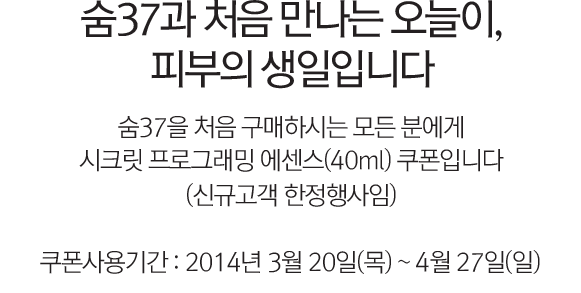 숨37과 처음 만나는 오늘이,
피부의 생일입니다
숨37을 처음 구매하시는 모든 분에게
시크릿 프로그래밍 에센스(40ml) 쿠폰입니다
(신규고객 한정행사임)
쿠폰사용기간 : 2014년 3월 20일(목) ~ 4월 27일(일)